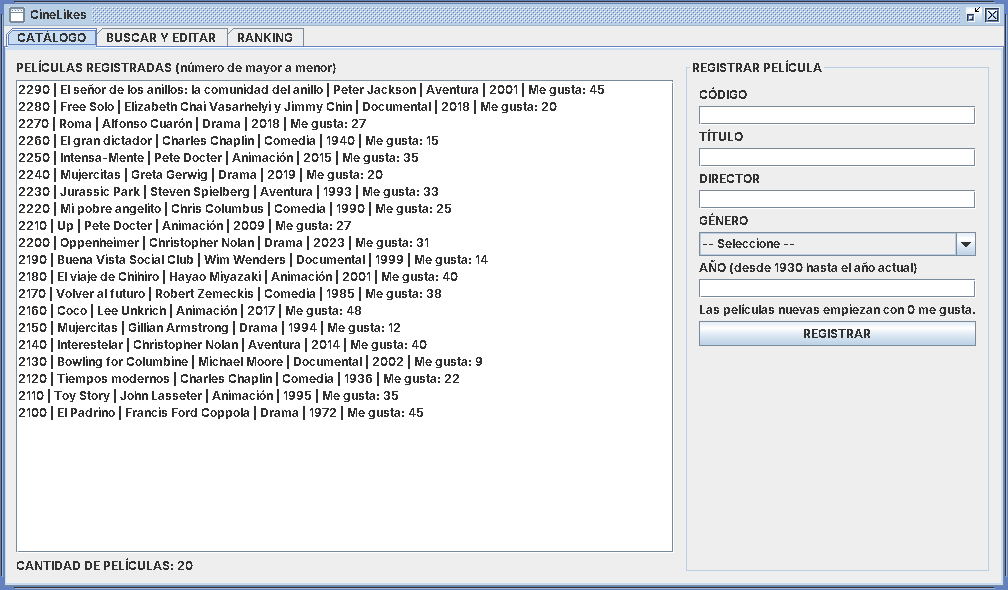 CineLikes
CATÁLOGO
BUSCAR Y EDITAR
RANKING
PELÍCULAS REGISTRADAS (número de mayor a menor)
2290 | El señor de los anillos: la comunidad del anillo | Peter Jackson | Aventura | 2001 | Me gusta: 45
2280 | Free Solo | Elizabeth Chai Vasarhelyi y Jimmy Chin | Documental | 2018 | Me gusta: 20
2270 | Roma | Alfonso Cuarón | Drama | 2018 | Me gusta: 27
2260 | El gran dictador | Charles Chaplin | Comedia | 1940 | Me gusta: 15
2250 | Intensa-Mente | Pete Docter | Animación | 2015 | Me gusta: 35
2240 | Mujercitas | Greta Gerwig | Drama | 2019 | Me gusta: 20
2230 | Jurassic Park | Steven Spielberg | Aventura | 1993 | Me gusta: 33
2220 | Mi pobre angelito | Chris Columbus | Comedia | 1990 | Me gusta: 25
2210 | Up | Pete Docter | Animación | 2009 | Me gusta: 27
2200 | Oppenheimer | Christopher Nolan | Drama | 2023 | Me gusta: 31
2190 | Buena Vista Social Club | Wim Wenders | Documental | 1999 | Me gusta: 14
2180 | El viaje de Chihiro | Hayao Miyazaki | Animación | 2001 | Me gusta: 40
2170 | Volver al futuro | Robert Zemeckis | Comedia | 1985 | Me gusta: 38
2160 | Coco | Lee Unkrich | Animación | 2017 | Me gusta: 48
2150 | Mujercitas | Gillian Armstrong | Drama | 1994 | Me gusta: 12
2140 | Interestelar | Christopher Nolan | Aventura | 2014 | Me gusta: 40
2130 | Bowling for Columbine | Michael Moore | Documental | 2002 | Me gusta: 9
2120 | Tiempos modernos | Charles Chaplin | Comedia | 1936 | Me gusta: 22
2110 | Toy Story | John Lasseter | Animación | 1995 | Me gusta: 35
2100 | El Padrino | Francis Ford Coppola | Drama | 1972 | Me gusta: 45
CANTIDAD DE PELÍCULAS: 20
REGISTRAR PELÍCULA
CÓDIGO
TÍTULO
DIRECTOR
GÉNERO
-- Seleccione --
AÑO (desde 1930 hasta el año actual)
Las películas nuevas empiezan con 0 me gusta.
REGISTRAR